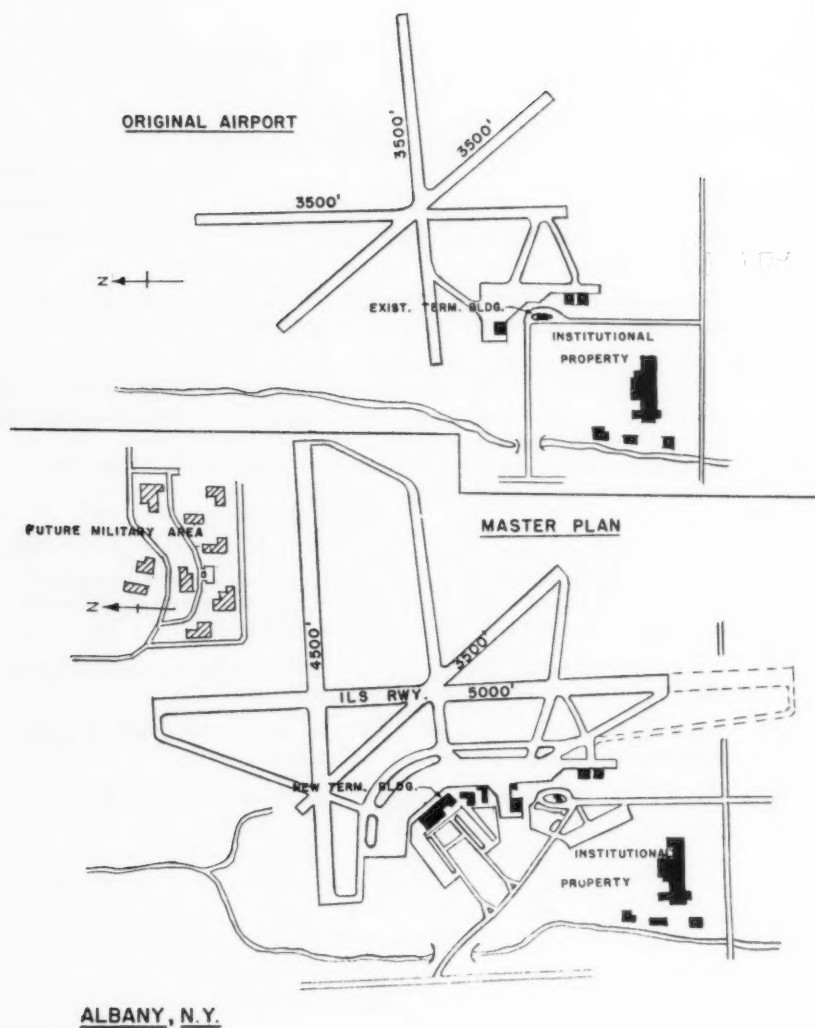 ORIGINAL AIRPORT
3500'
3500'
3500'
N
EXIST. TERM. BLDG.
INSTITUTIONAL
PROPERTY
MASTER PLAN
FUTURE MILITARY AREA
N
4500'
3500'
ILS RWY. 5000'
NEW TERM. BLDG.
INSTITUTIONAL
PROPERTY
ALBANY, N.Y.